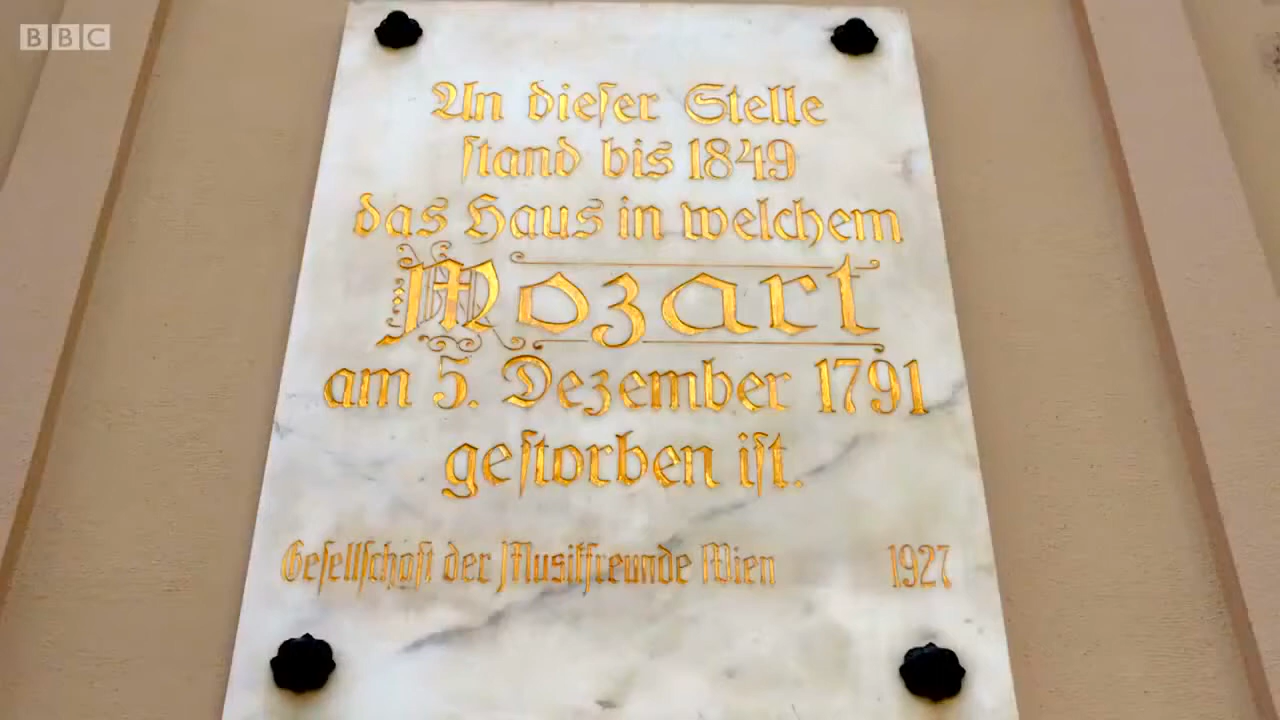 BBC
An dieſer Stelle
ſtand bis 1849
das Haus in welchem
Mozart
am 5. Dezember 1791
geſtorben iſt.
Geſellſchaft der Muſikfreunde Wien 1927